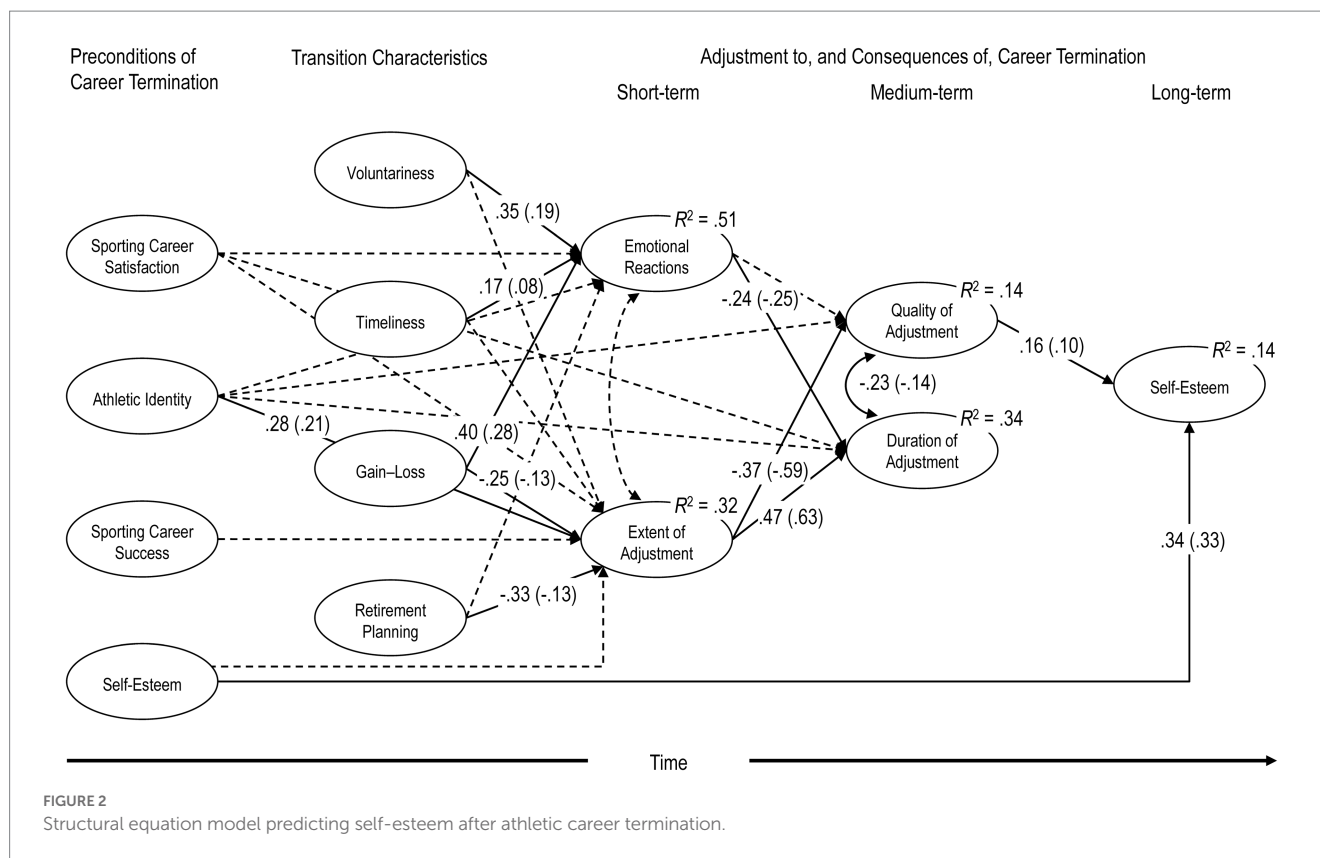 Preconditions of
Career Termination
Transition Characteristics
Adjustment to, and Consequences of, Career Termination
Short-term
Medium-term
Long-term
Voluntariness
.35 (.19)
R² = .51
Sporting Career
Satisfaction
Emotional
Reactions
.17 (.08)
-.24 (-.25)
R² = .14
Timeliness
Quality of
Adjustment
.16 (.10)
R² = .14
-.23 (-.14)
Self-Esteem
Athletic Identity
.28 (.21)
.40 (.28)
R² = .34
Duration of
Adjustment
Gain–Loss
-.25 (-.13)
-.37 (-.59)
R² = .32
.47 (.63)
Sporting Career
Success
Extent of
Adjustment
.34 (.33)
-.33 (-.13)
Retirement
Planning
Self-Esteem
Time
FIGURE 2
Structural equation model predicting self-esteem after athletic career termination.